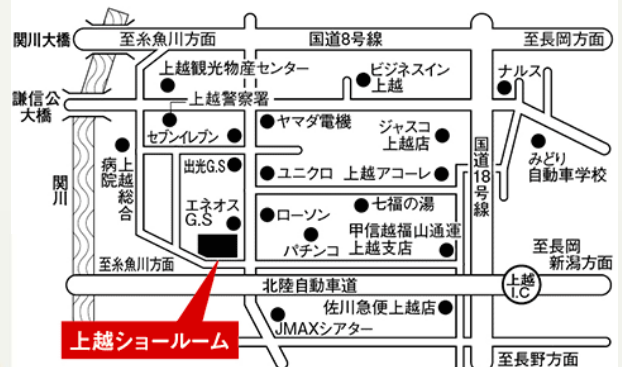 関川大橋
至糸魚川方面
国道8号線
至長岡方面
上越観光物産センター
ビジネスイン
上越
ナルス
謙信公
大橋
上越警察署
セブンイレブン
ヤマダ電機
ジャスコ
上越店
国道18号線
みどり
自動車学校
関川
上越総合
病院
出光G.S
ユニクロ
上越アコーレ
エネオス
G.S
ローソン
七福の湯
パチンコ
甲信越福山通運
上越支店
至長岡
新潟方面
至糸魚川方面
北陸自動車道
上越
I.C
佐川急便上越店
JMAXシアター
上越ショールーム
至長野方面